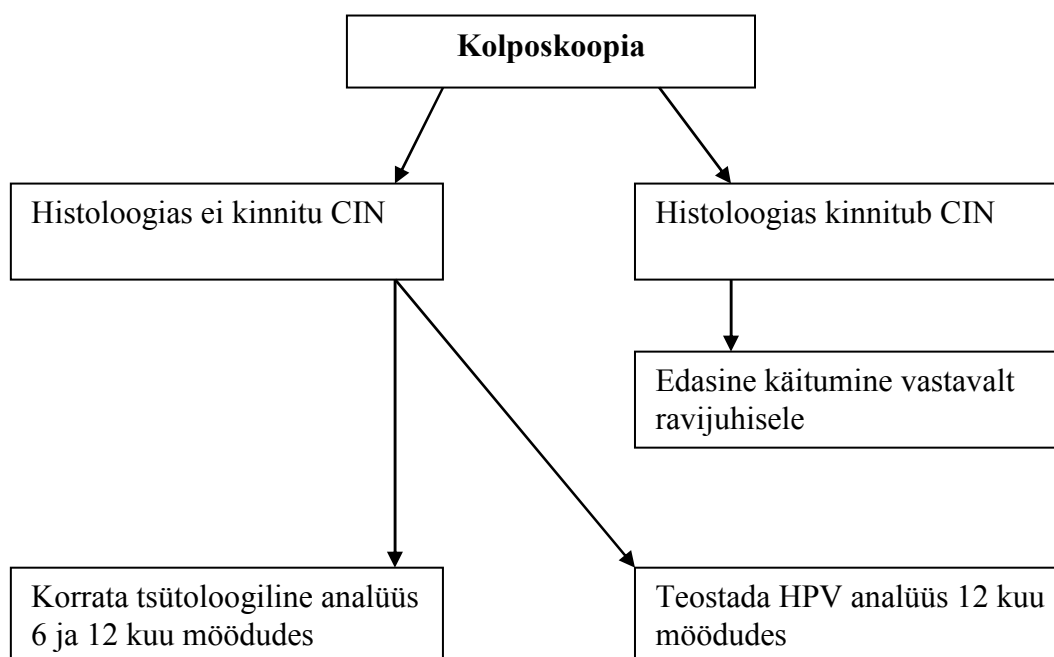 Kolposkoopia
Histoloogias ei kinnitu CIN
Histoloogias kinnitub CIN
Edasine käitumine vastavalt
ravijuhisele
Korrata tsütoloogiline analüüs
6 ja 12 kuu möödudes
Teostada HPV analüüs 12 kuu
möödudes